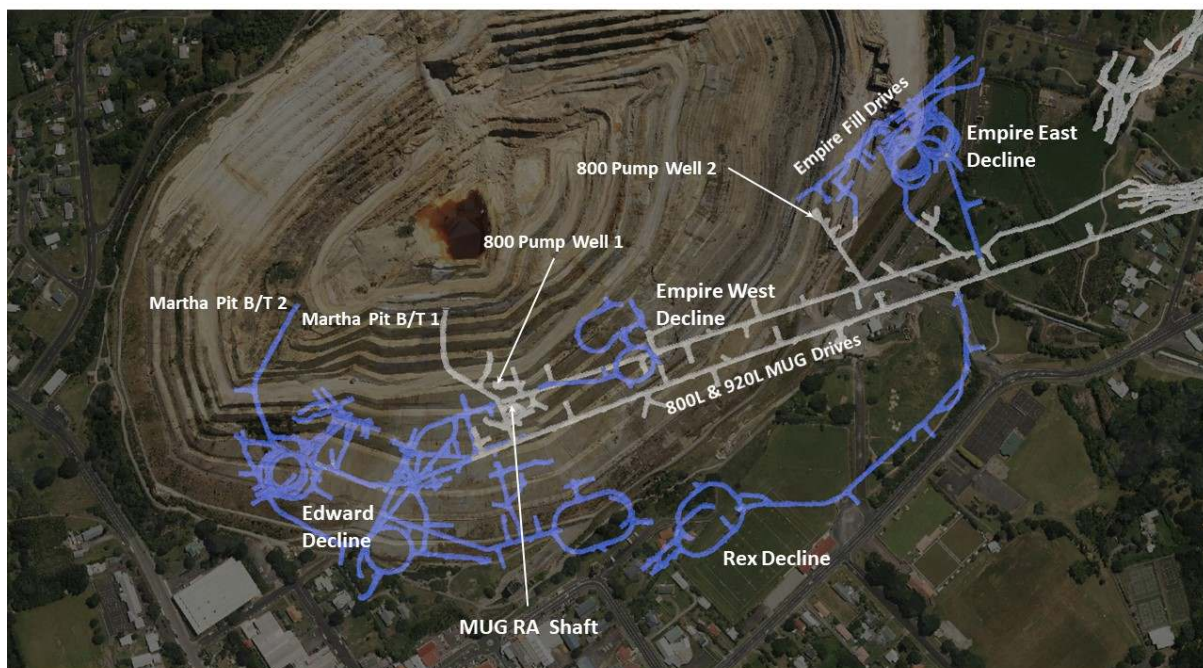 Empire Fill Drives
Empire East
Decline
800 Pump Well 2
800 Pump Well 1
Martha Pit B/T 2
Martha Pit B/T 1
Empire West
Decline
800L & 920L MUG Drives
Edward
Decline
Rex Decline
MUG RA Shaft